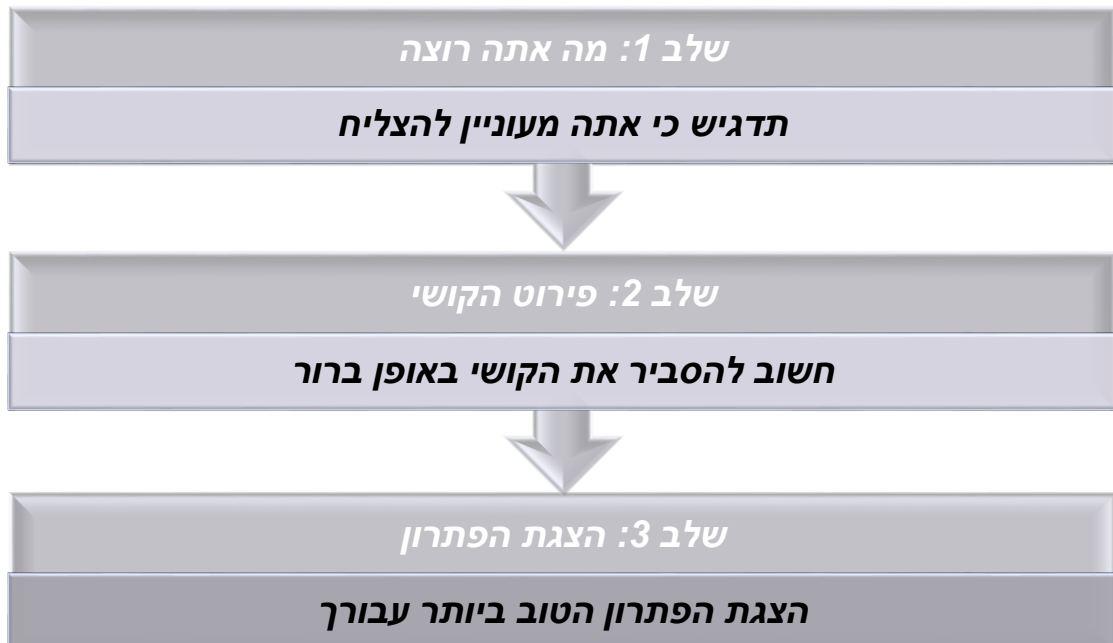 שלב 1: מה אתה רוצה
תדגיש כי אתה מעוניין להצליח
שלב 2: פירוט הקושי
חשוב להסביר את הקושי באופן ברור
שלב 3: הצגת הפתרון
הצגת הפתרון הטוב ביותר עבורך